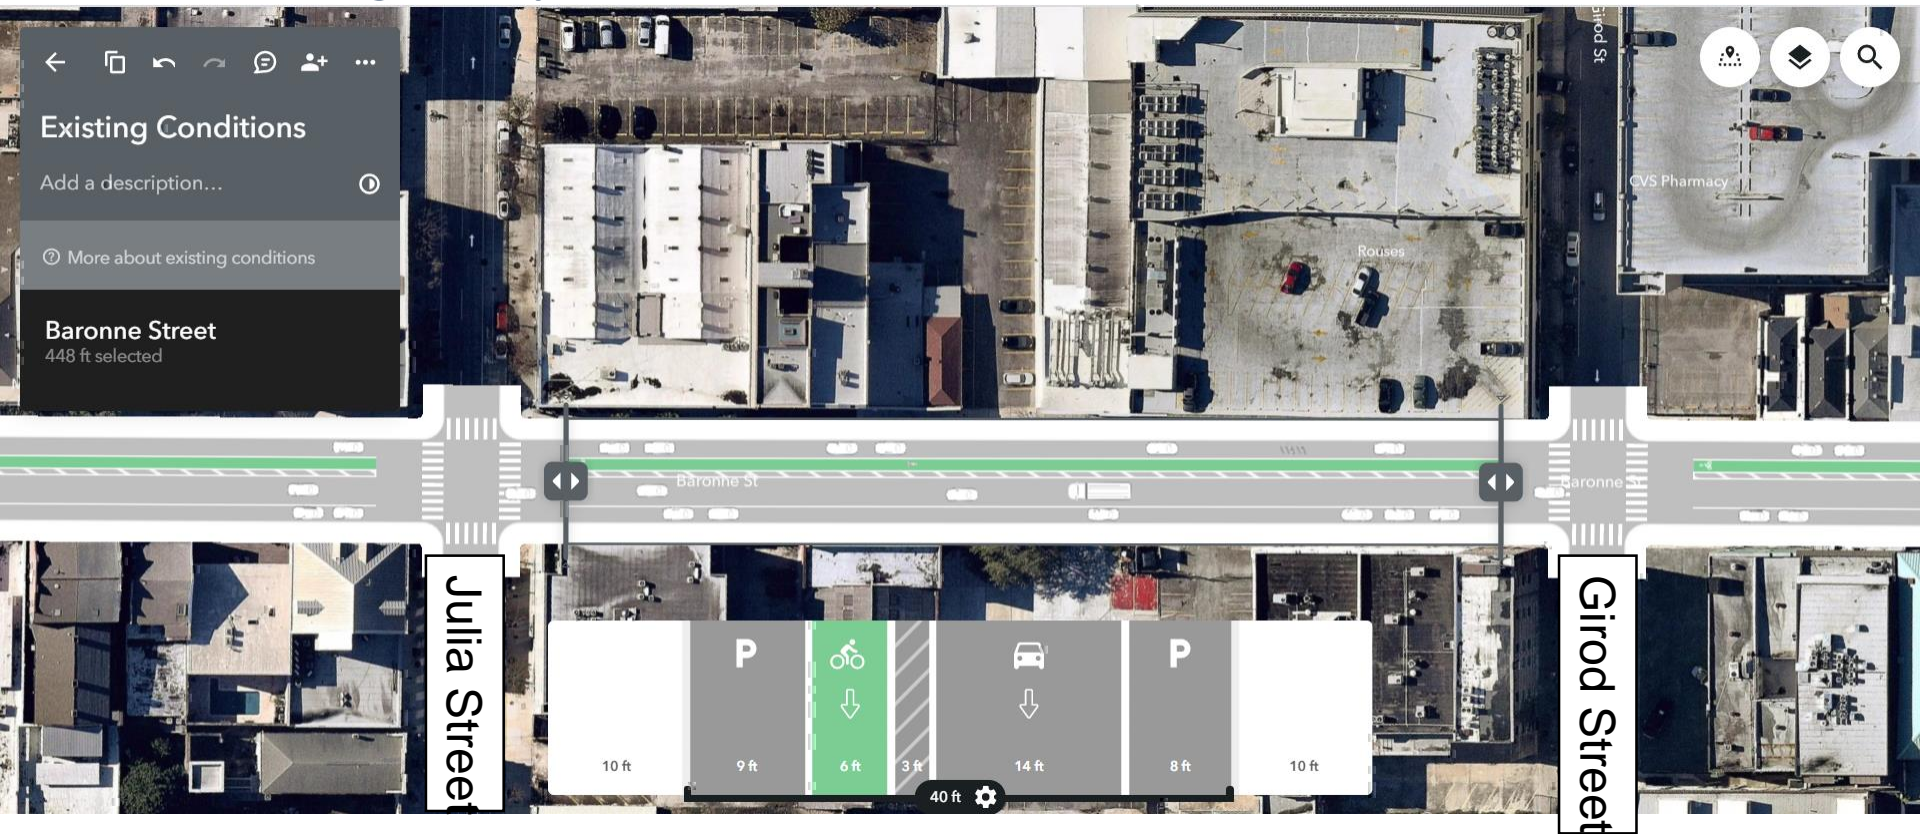 Existing Conditions
Add a description...
More about existing conditions
Baronne Street
448 ft selected
Girod St
CVS Pharmacy
Rouses
Baronne St
Baronne St
Julia Street
Girod Street
P
P
10 ft
9 ft
6 ft
3 ft
14 ft
8 ft
10 ft
40 ft